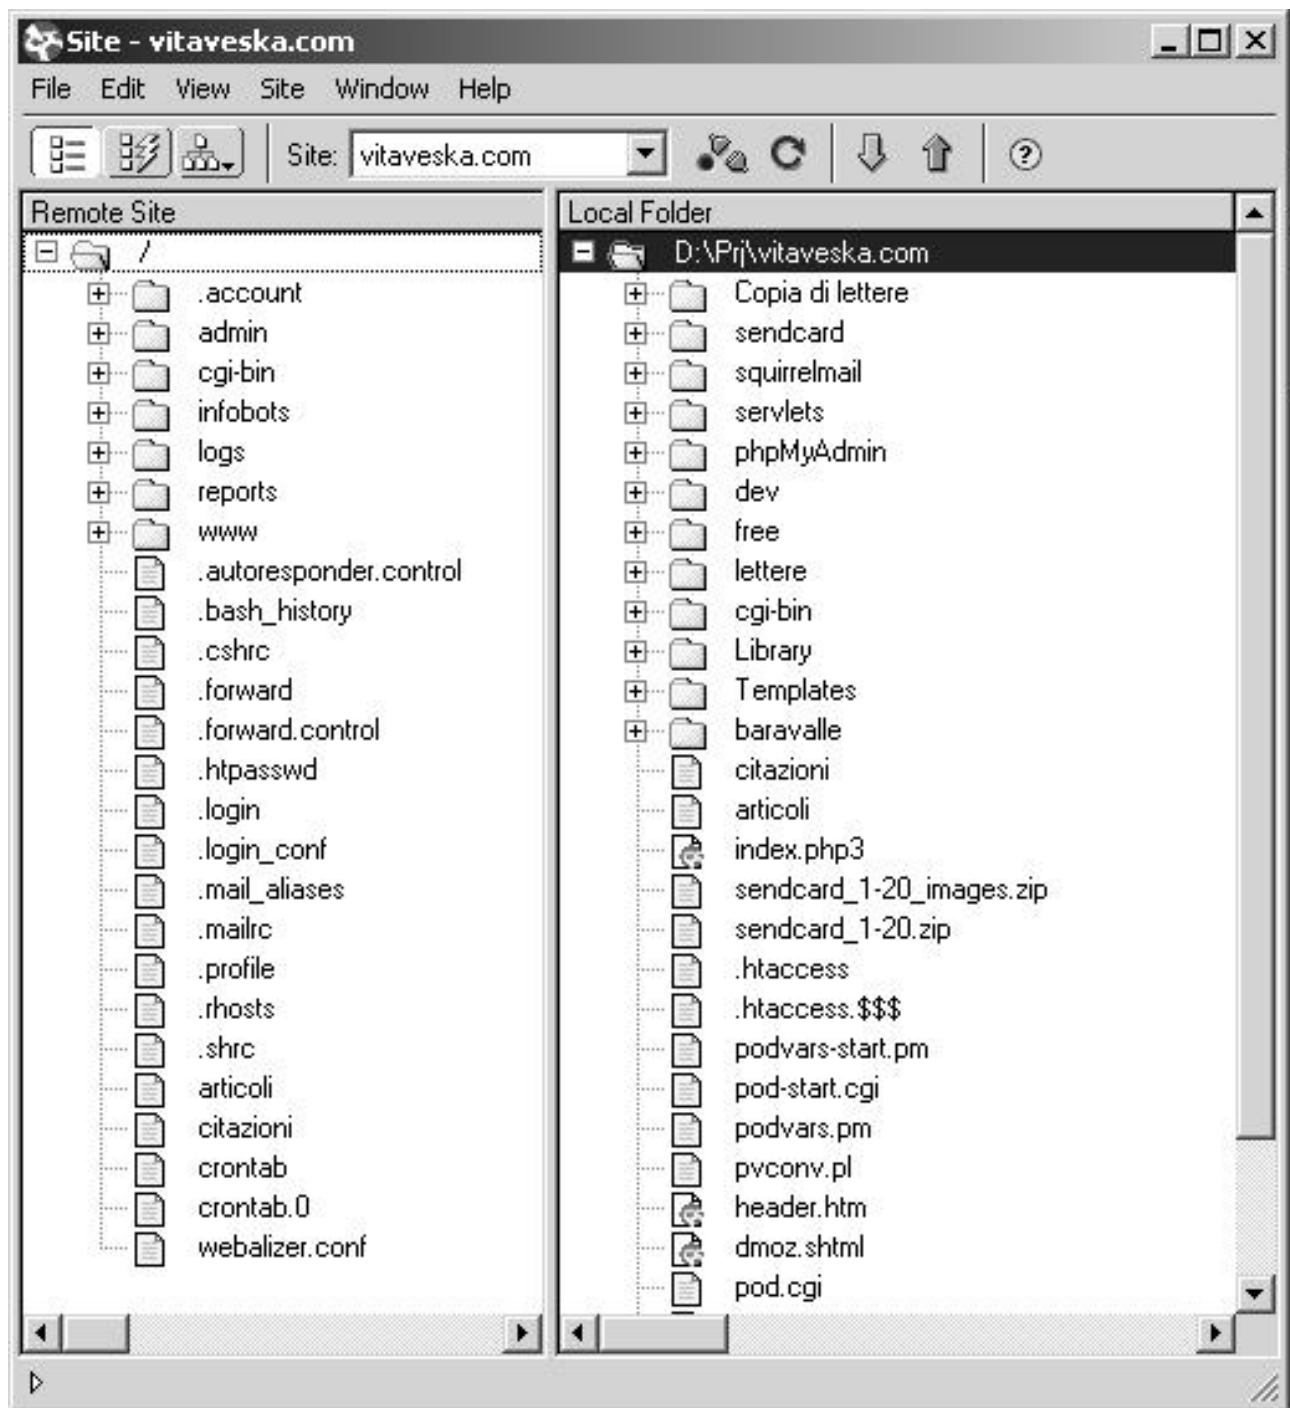 Site - vitaveska.com
File Edit View Site Window Help
Site: vitaveska.com
Remote Site
/
.account
admin
cgi-bin
infobots
logs
reports
www
.autoresponder.control
.bash_history
.cshrc
.forward
.forward.control
.htpasswd
.login
.login_conf
.mail_aliases
.mailrc
.profile
.rhosts
.shrc
articoli
citazioni
crontab
crontab.0
webalizer.conf
Local Folder
D:\Prj\vitaveska.com
Copia di lettere
sendcard
squirrelmail
servlets
phpMyAdmin
dev
free
lettere
cgi-bin
Library
Templates
baravalle
citazioni
articoli
index.php3
sendcard_1-20_images.zip
sendcard_1-20.zip
.htaccess
.htaccess.$$$
podvars-start.pm
pod-start.cgi
podvars.pm
pvconv.pl
header.htm
dmoz.shtml
pod.cgi